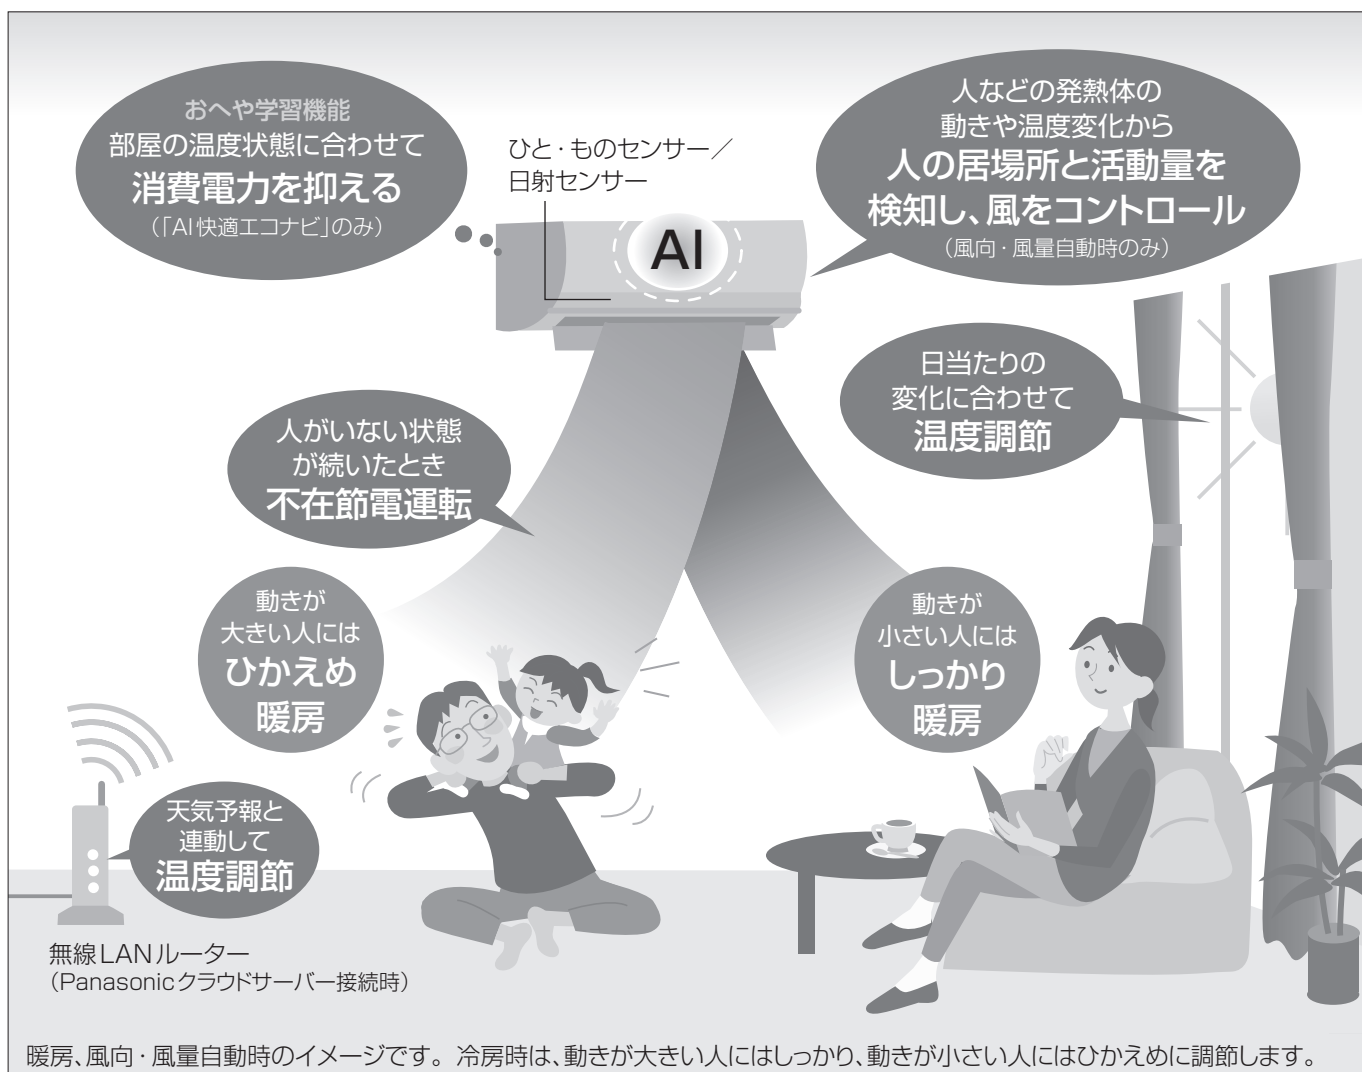 おへや学習機能
部屋の温度状態に合わせて
消費電力を抑える
(「AI快適エコナビ」のみ)
ひと・ものセンサー／
日射センサー
AI
人などの発熱体の
動きや温度変化から
人の居場所と活動量を
検知し、風をコントロール
(風向・風量自動時のみ)
日当たりの
変化に合わせて
温度調節
人がいない状態
が続いたとき
不在節電運転
動きが
大きい人には
ひかえめ
暖房
動きが
小さい人には
しっかり
暖房
天気予報と
連動して
温度調節
無線LANルーター
(Panasonicクラウドサーバー接続時)
暖房、風向・風量自動時のイメージです。冷房時は、動きが大きい人にはしっかり、動きが小さい人にはひかえめに調節します。